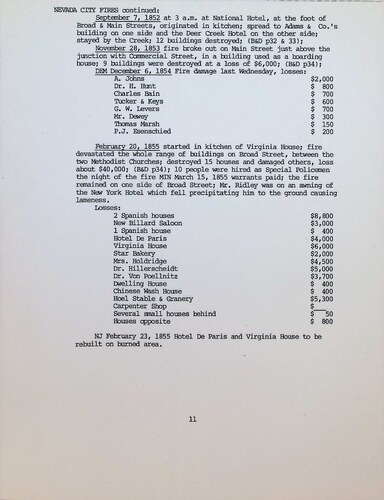 NEVADA CITY FIRES continued:
September 7, 1852 at 3 a.m. at National Hotel, at the foot of
Broad & Main Streets, originated in kitchen; spread to Adams & Co.'s
building on one side and the Deer Creek Hotel on the other side;
stayed by the Creek; 12 buildings destroyed; (B&D p32 & 33);
November 28, 1853 fire broke out on Main Street just above the
junction with Commercial Street, in a building used as a boarding
house; 9 buildings were destroyed at a loss of $6,000; (B&D p34);
DEM December 6, 1854 Fire damage last Wednesday, losses:
A. Johns $2,000
Dr. H. Hunt $ 800
Charles Bain $ 700
Tucker & Keys $ 600
G. W. Levers $ 700
Mr. Dewey $ 300
Thomas Marsh $ 150
P.J. Esenschied $ 200
February 20, 1855 started in kitchen of Virginia House; fire
devastated the whole range of buildings on Broad Street, between the
two Methodist Churches; destroyed 15 houses and damaged others, loss
about $40,000; (B&D p34); 10 people were hired as Special Policemen
the night of the fire MIN March 15, 1855 warrants paid; the fire
remained on one side of Broad Street; Mr. Ridley was on an awning of
the New York Hotel which fell precipitating him to the ground causing
lameness.
Losses:
2 Spanish houses $8,800
New Billard Saloon $3,000
1 Spanish house $ 400
Hotel De Paris $4,000
Virginia House $6,000
Star Bakery $2,000
Mrs. Holdridge $4,500
Dr. Hillerscheidt $5,000
Dr. Von Poellnitz $3,700
Dwelling House $ 400
Chinese Wash House $ 400
Hoel Stable & Granery $5,300
Carpenter Shop $
Several small houses behind $ 50
Houses opposite $ 800
NJ February 23, 1855 Hotel De Paris and Virginia House to be
rebuilt on burned area.
11